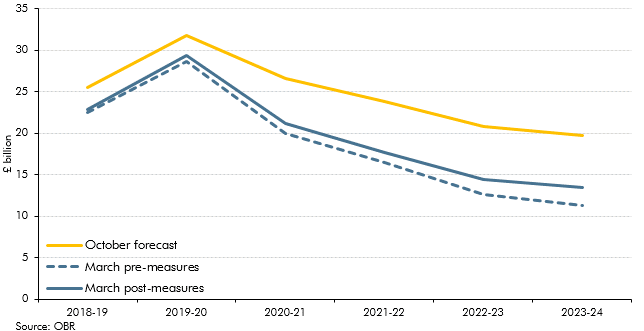 35
30
25
20
15
10
5
0
£ billion
October forecast
March pre-measures
March post-measures
2018-19 2019-20 2020-21 2021-22 2022-23 2023-24
Source: OBR